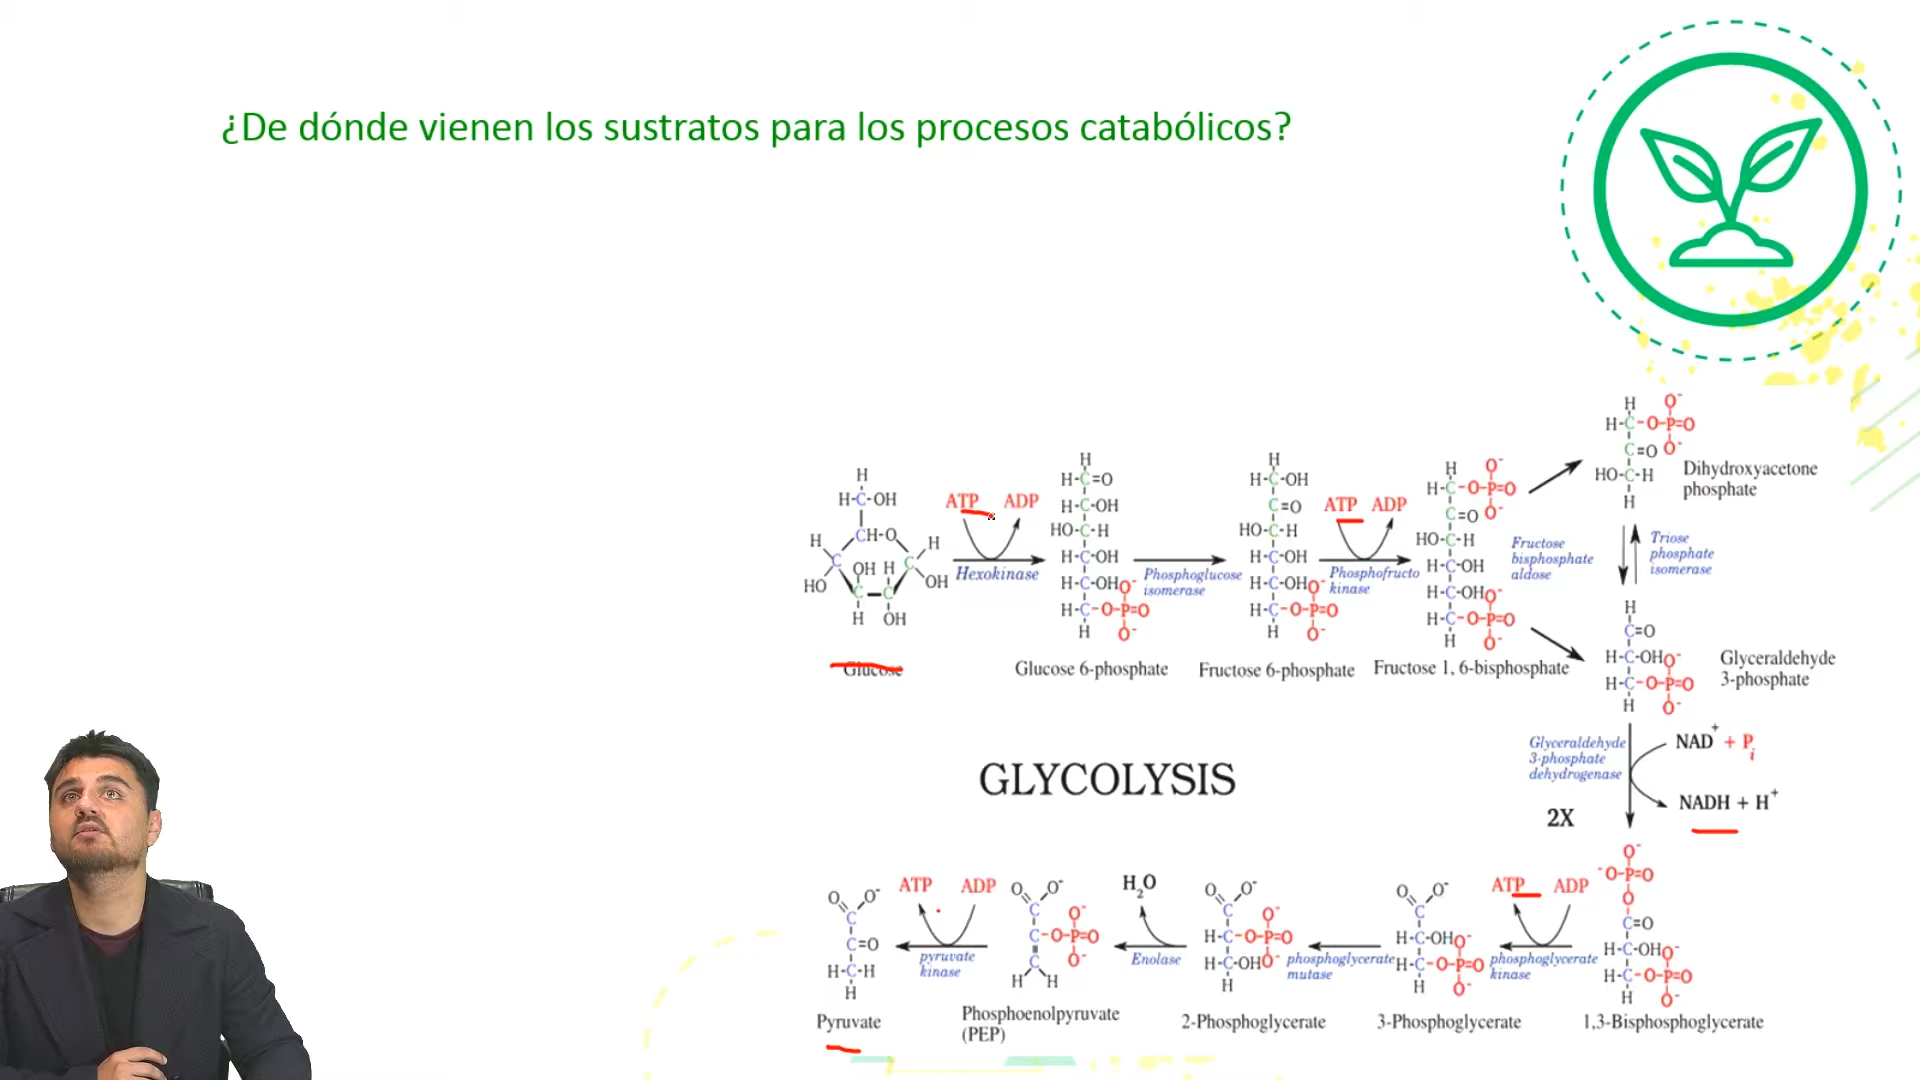 ¿De dónde vienen los sustratos para los procesos catabólicos?
ATP ADP
Hexokinase
Phosphoglucose
isomerase
ATP ADP
Phosphofructo
kinase
Fructose
bisphosphate
aldose
Dihydroxyacetone
phosphate
Triose
phosphate
isomerase
Glucose
Glucose 6-phosphate
Fructose 6-phosphate
Fructose 1, 6-bisphosphate
Glyceraldehyde
3-phosphate
GLYCOLYSIS
Glyceraldehyde
3-phosphate
dehydrogenase
NAD+ + Pi
NADH + H+
2X
ATP ADP
pyruvate
kinase
H2O
Enolase
phosphoglycerate
mutase
ATP ADP
phosphoglycerate
kinase
Pyruvate
Phosphoenolpyruvate
(PEP)
2-Phosphoglycerate
3-Phosphoglycerate
1,3-Bisphosphoglycerate